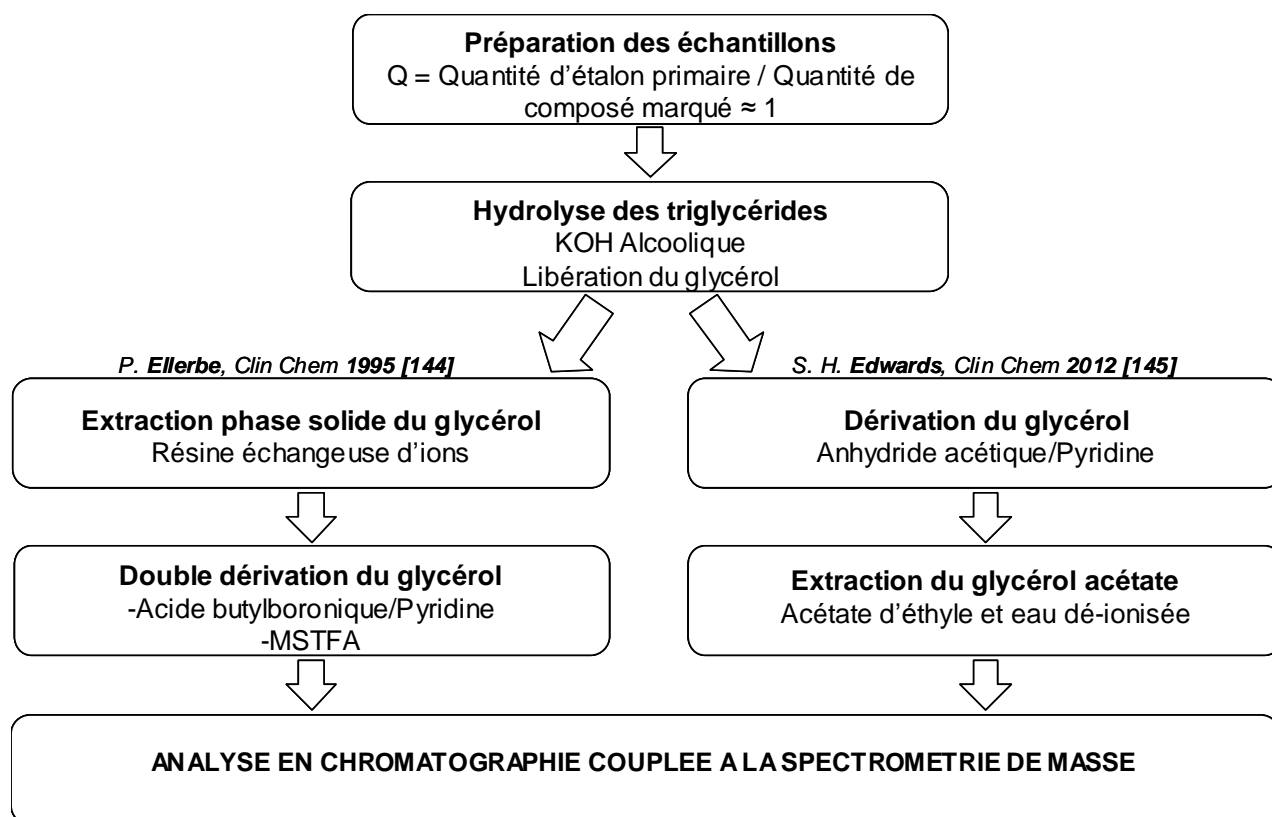 Préparation des échantillons
Q = Quantité d'étalon primaire / Quantité de
composé marqué ≈ 1
Hydrolyse des triglycérides
KOH Alcoolique
Libération du glycérol
P. Ellerbe, Clin Chem 1995 [144]
Extraction phase solide du glycérol
Résine échangeuse d'ions
Double dérivation du glycérol
-Acide butylboronique/Pyridine
-MSTFA
S. H. Edwards, Clin Chem 2012 [145]
Dérivation du glycérol
Anhydride acétique/Pyridine
Extraction du glycérol acétate
Acétate d'éthyle et eau dé-ionisée
ANALYSE EN CHROMATOGRAPHIE COUPLEE A LA SPECTROMETRIE DE MASSE